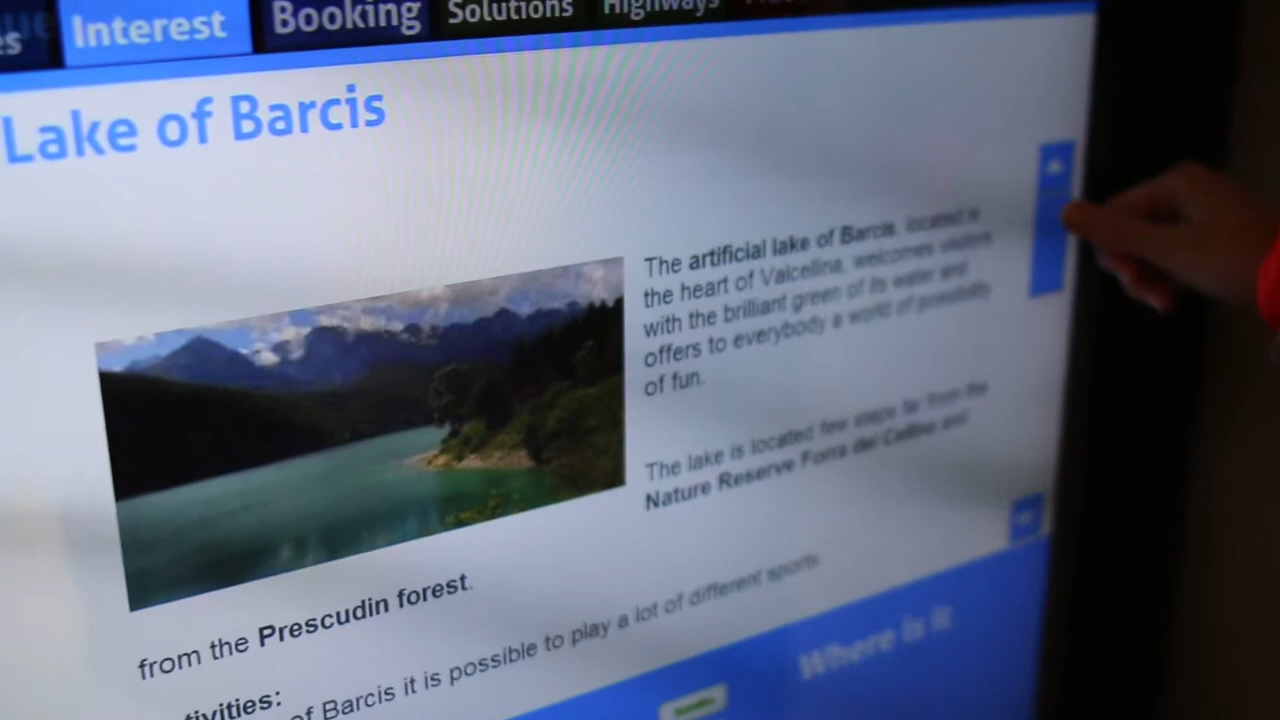 es Interest Booking Solutions Highways
Lake of Barcis
The artificial lake of Barcis, located in
the heart of Valcellina, welcomes visitors
with the brilliant green of its water and
offers to everybody a world of possibility
of fun.
The lake is located few steps far from the
Nature Reserve Forra del Cellina and
from the Prescudin forest.
tivities:
of Barcis it is possible to play a lot of different sports
Where is it